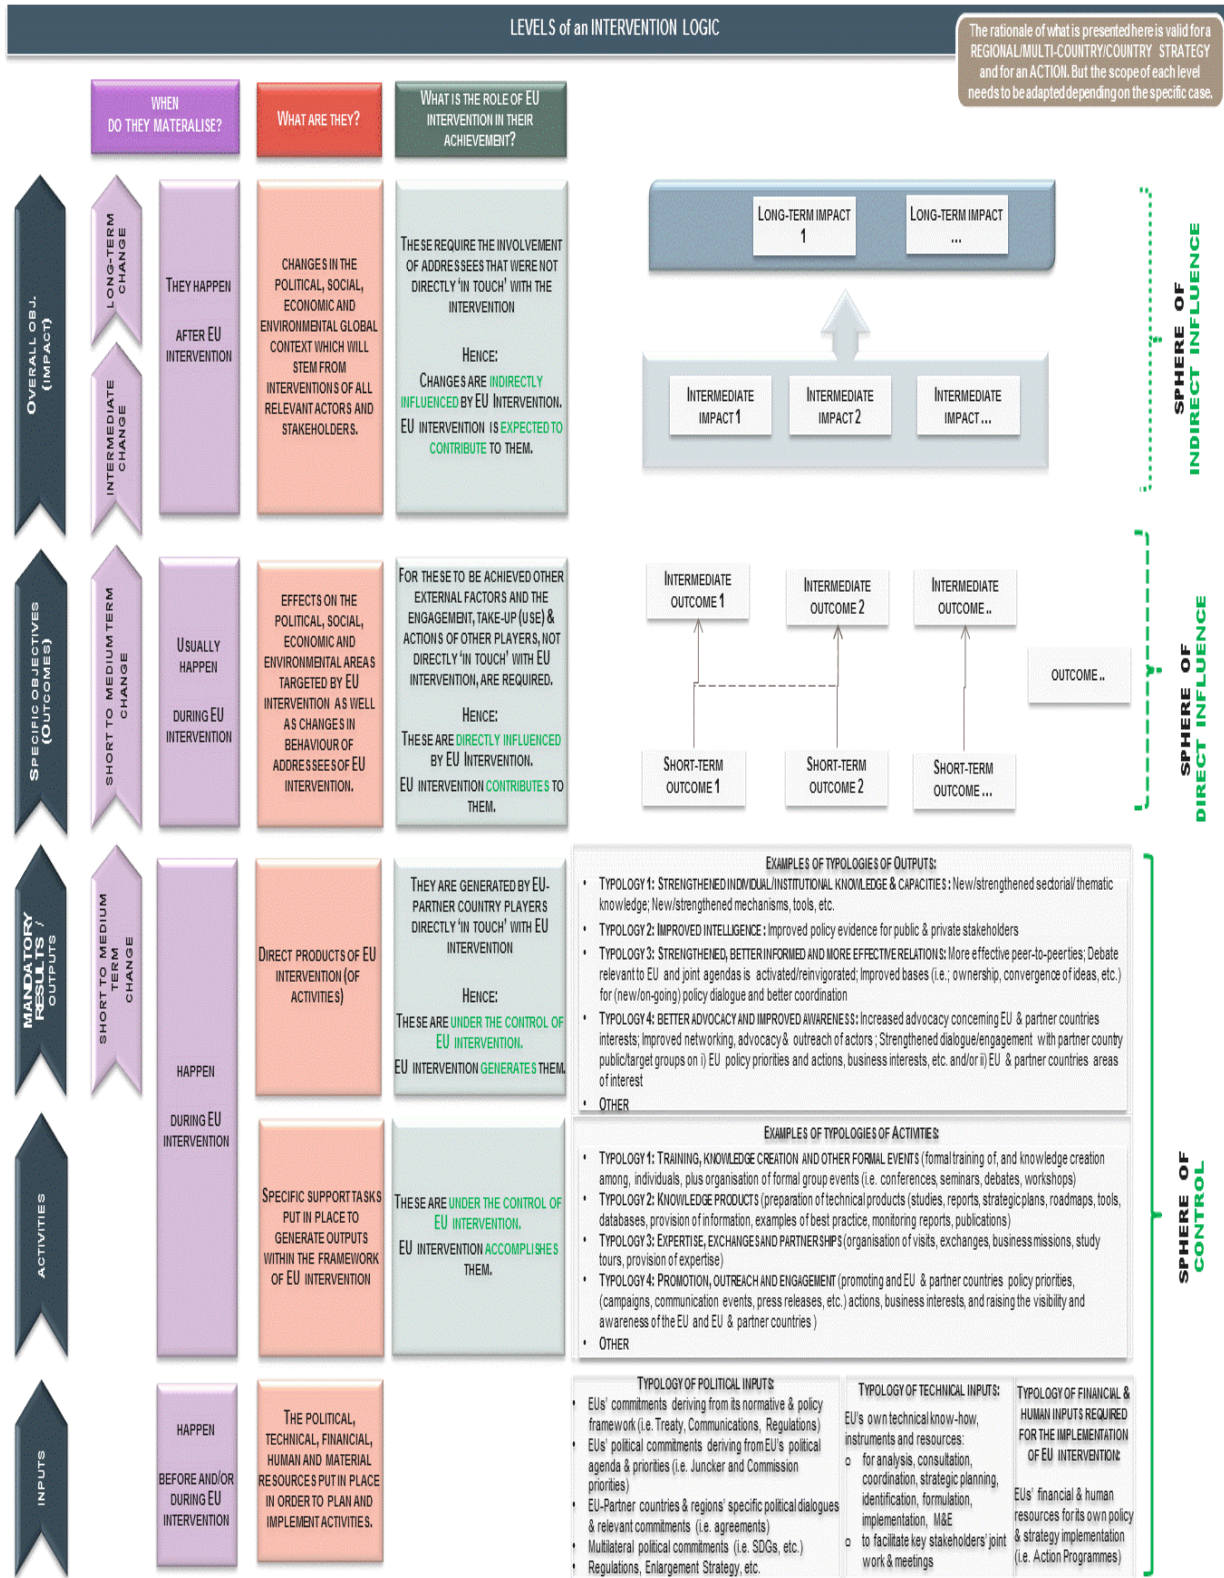 LEVELS of an INTERVENTION LOGIC
The rationale of what is presented here is valid for a
REGIONAL/MULTI-COUNTRY/COUNTRY STRATEGY
and for an ACTION. But the scope of each level
needs to be adapted depending on the specific case.
WHEN
DO THEY MATERALISE?
WHAT ARE THEY?
WHAT IS THE ROLE OF EU
INTERVENTION IN THEIR
ACHIEVEMENT?
OVERALL OBJ.
(IMPACT)
LONG-TERM
CHANGE
INTERMEDIATE
CHANGE
THEY HAPPEN
AFTER EU
INTERVENTION
CHANGES IN THE
POLITICAL, SOCIAL,
ECONOMIC AND
ENVIRONMENTAL GLOBAL
CONTEXT WHICH WILL
STEM FROM
INTERVENTIONS OF ALL
RELEVANT ACTORS AND
STAKEHOLDERS.
THESE REQUIRE THE INVOLVEMENT
OF ADDRESEES THAT WERE NOT
DIRECTLY 'IN TOUCH' WITH THE
INTERVENTION
HENCE:
CHANGES ARE INDIRECTLY
INFLUENCED BY EU INTERVENTION.
EU INTERVENTION IS EXPECTED TO
CONTRIBUTE TO THEM.
LONG-TERM IMPACT
1
LONG-TERM IMPACT
...
INTERMEDIATE
IMPACT 1
INTERMEDIATE
IMPACT 2
INTERMEDIATE
IMPACT ...
SPHERE OF
INDIRECT INFLUENCE
SPECIFIC OBJECTIVES
(OUTCOMES)
SHORT TO MEDIUM TERM
CHANGE
USUALLY
HAPPEN
DURING EU
INTERVENTION
EFFECTS ON THE
POLITICAL, SOCIAL,
ECONOMIC AND
ENVIRONMENTAL AREAS
TARGETED BY EU
INTERVENTION AS WELL
AS CHANGES IN
BEHAVIOUR OF
ADDRESEES OF EU
INTERVENTION.
FOR THESE TO BE ACHIEVED OTHER
EXTERNAL FACTORS AND THE
ENGAGEMENT, TAKE-UP (USE) &
ACTIONS OF OTHER PLAYERS, NOT
DIRECTLY 'IN TOUCH' WITH EU
INTERVENTION, ARE REQUIRED.
HENCE:
THESE ARE DIRECTLY INFLUENCED
BY EU INTERVENTION.
EU INTERVENTION CONTRIBUTES TO
THEM.
INTERMEDIATE
OUTCOME 1
INTERMEDIATE
OUTCOME 2
INTERMEDIATE
OUTCOME ..
OUTCOME ..
SHORT-TERM
OUTCOME 1
SHORT-TERM
OUTCOME 2
SHORT-TERM
OUTCOME ...
SPHERE OF
DIRECT INFLUENCE
MANDATORY
RESULTS /
OUTPUTS
SHORT TO MEDIUM
TERM
CHANGE
HAPPEN
DURING EU
INTERVENTION
DIRECT PRODUCTS OF EU
INTERVENTION (OF
ACTIVITIES)
THEY ARE GENERATED BY EU-
PARTNER COUNTRY PLAYERS
DIRECTLY 'IN TOUCH' WITH EU
INTERVENTION
HENCE:
THESE ARE UNDER THE CONTROL OF
EU INTERVENTION.
EU INTERVENTION GENERATES THEM.
EXAMPLES OF TYPOLOGIES OF OUTPUTS:
• TYPOLOGY 1: STRENGTHENED INDIVIDUAL/INSTITUTIONAL KNOWLEDGE & CAPACITIES: New/strengthened sectorial/ thematic
knowledge; New/strengthened mechanisms, tools, etc.
• TYPOLOGY 2: IMPROVED INTELLIGENCE: Improved policy evidence for public & private stakeholders
• TYPOLOGY 3: STRENGTHENED, BETTER INFORMED AND MORE EFFECTIVE RELATIONS: More effective peer-to-peerties; Debate
relevant to EU and joint agendas is activated/reinvigorated; Improved bases (i.e.; ownership, convergence of ideas, etc.)
for (new/on-going) policy dialogue and better coordination
• TYPOLOGY 4: BETTER ADVOCACY AND IMPROVED AWARENESS: Increased advocacy concerning EU & partner countries
interests; Improved networking, advocacy & outreach of actors ; Strengthened dialogue/engagement with partner country
public/target groups on i) EU policy priorities and actions, business interests, etc. and/or ii) EU & partner countries areas
of interest
• OTHER
ACTIVITIES
SPECIFIC SUPPORT TASKS
PUT IN PLACE TO
GENERATE OUTPUTS
WITHIN THE FRAMEWORK
OF EU INTERVENTION
THESE ARE UNDER THE CONTROL OF
EU INTERVENTION.
EU INTERVENTION ACCOMPLISHES
THEM.
EXAMPLES OF TYPOLOGIES OF ACTIVITIES:
• TYPOLOGY 1: TRAINING, KNOWLEDGE CREATION AND OTHER FORMAL EVENTS (formal training of, and knowledge creation
among, individuals, plus organisation of formal group events (i.e. conferences, seminars, debates, workshops)
• TYPOLOGY 2: KNOWLEDGE PRODUCTS (preparation of technical products (studies, reports, strategic plans, roadmaps, tools,
databases, provision of information, examples of best practice, monitoring reports, publications)
• TYPOLOGY 3: EXPERTISE, EXCHANGES AND PARTNERSHIPS (organisation of visits, exchanges, business missions, study
tours, provision of expertise)
• TYPOLOGY 4: PROMOTION, OUTREACH AND ENGAGEMENT (promoting and EU & partner countries policy priorities,
(campaigns, communication events, press releases, etc.) actions, business interests, and raising the visibility and
awareness of the EU and EU & partner countries )
• OTHER
SPHERE OF
CONTROL
INPUTS
HAPPEN
BEFORE AND/OR
DURING EU
INTERVENTION
THE POLITICAL,
TECHNICAL, FINANCIAL,
HUMAN AND MATERIAL
RESOURCES PUT IN PLACE
IN ORDER TO PLAN AND
IMPLEMENT ACTIVITIES.
TYPOLOGY OF POLITICAL INPUTS:
• EUs' commitments deriving from its normative & policy
framework (i.e. Treaty, Communications, Regulations)
• EUs' political commitments deriving from EU's political
agenda & priorities (i.e. Juncker and Commission
priorities)
• EU-Partner countries & regions' specific political dialogues
& relevant commitments (i.e. agreements)
• Multilateral political commitments (i.e. SDGs, etc.)
• Regulations, Enlargement Strategy, etc.
TYPOLOGY OF TECHNICAL INPUTS:
EU's own technical know-how,
instruments and resources:
o for analysis, consultation,
coordination, strategic planning,
identification, formulation,
implementation, M&E
o to facilitate key stakeholders' joint
work & meetings
TYPOLOGY OF FINANCIAL &
HUMAN INPUTS REQUIRED
FOR THE IMPLEMENTATION
OF EU INTERVENTION:
EUs' financial & human
resources for its own policy
& strategy implementation
(i.e. Action Programmes)